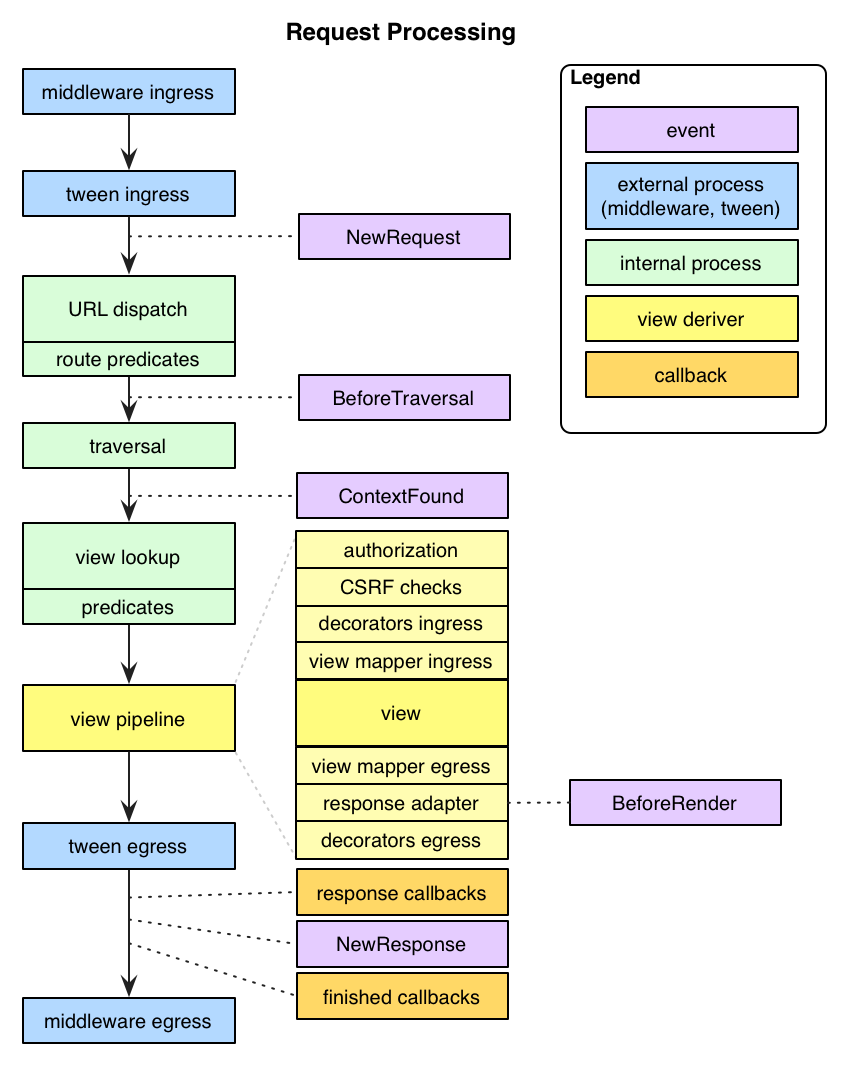 Request Processing
middleware ingress
tween ingress
NewRequest
URL dispatch
route predicates
BeforeTraversal
traversal
ContextFound
view lookup
predicates
authorization
CSRF checks
decorators ingress
view mapper ingress
view pipeline
view
view mapper egress
response adapter
BeforeRender
decorators egress
tween egress
response callbacks
NewResponse
finished callbacks
middleware egress
Legend
event
external process
(middleware, tween)
internal process
view deriver
callback